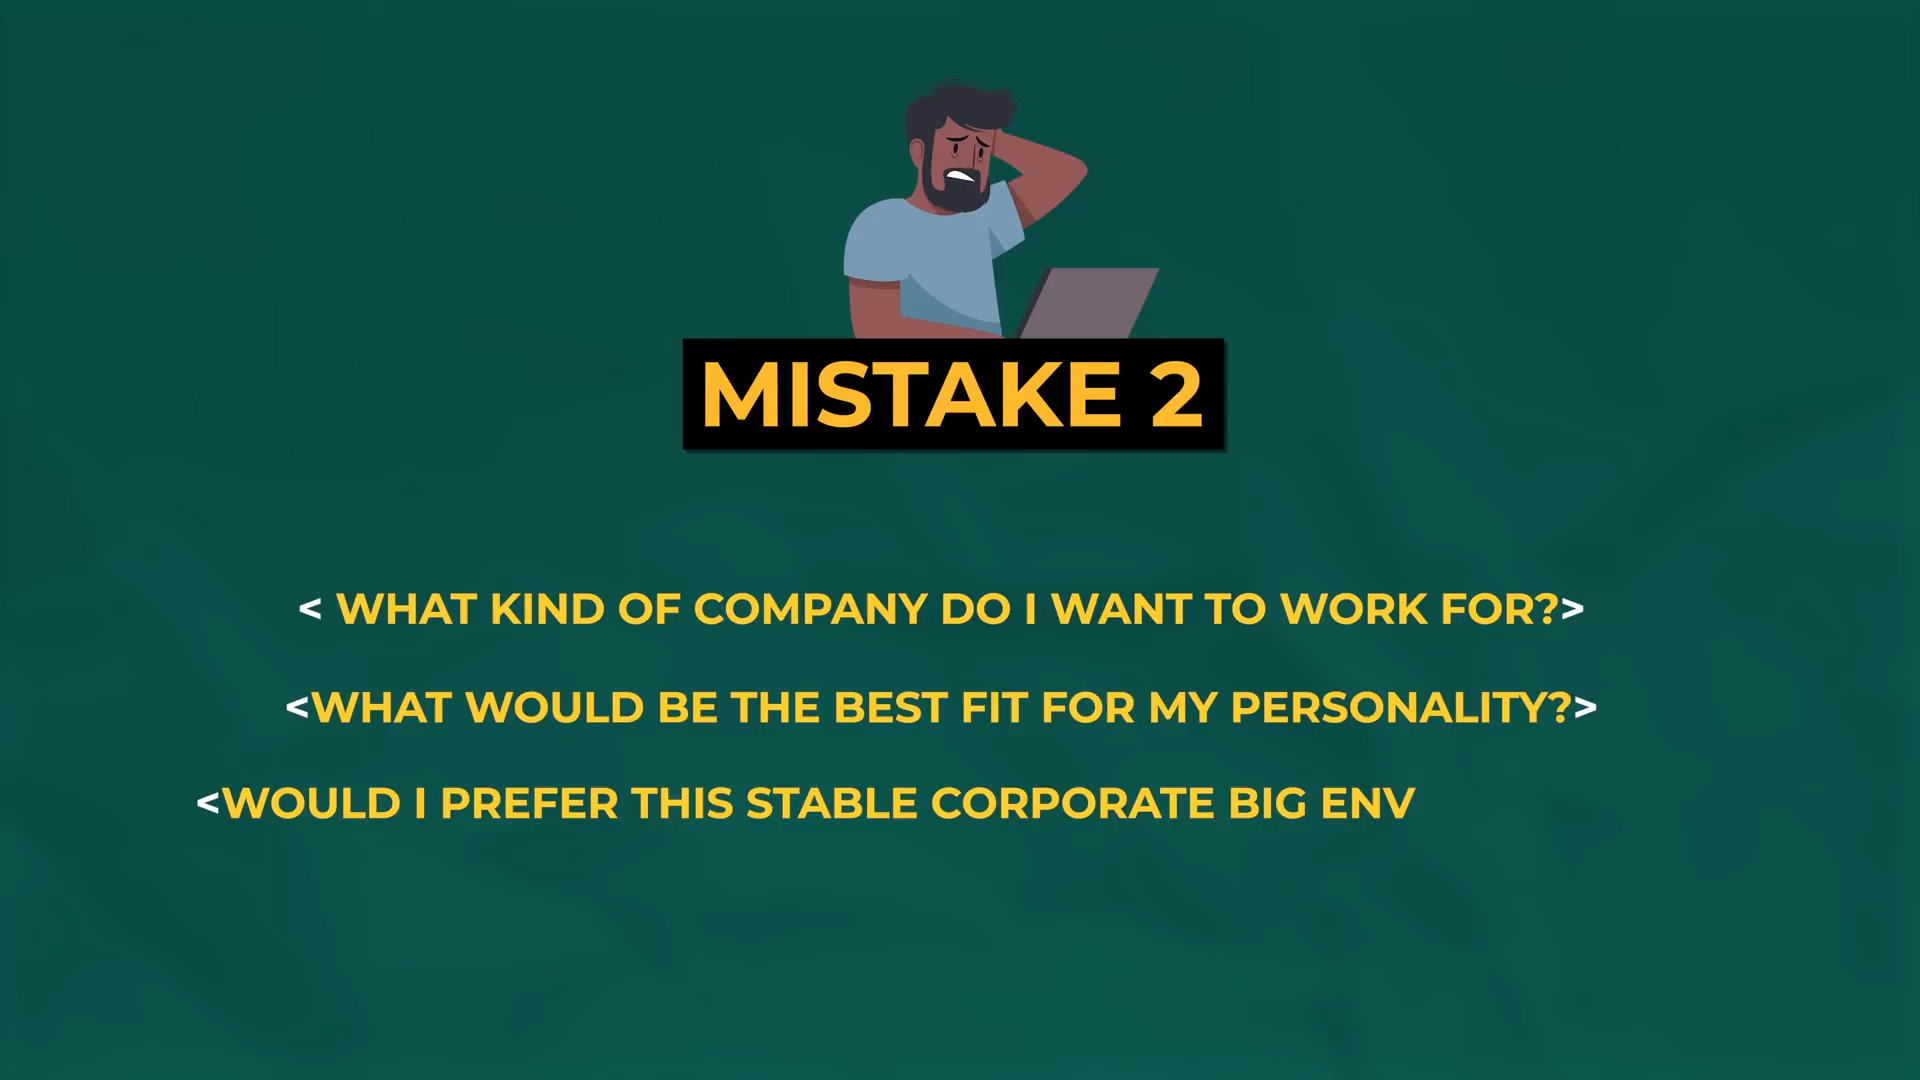 MISTAKE 2
< WHAT KIND OF COMPANY DO I WANT TO WORK FOR?>
<WHAT WOULD BE THE BEST FIT FOR MY PERSONALITY?>
<WOULD I PREFER THIS STABLE CORPORATE BIG ENV